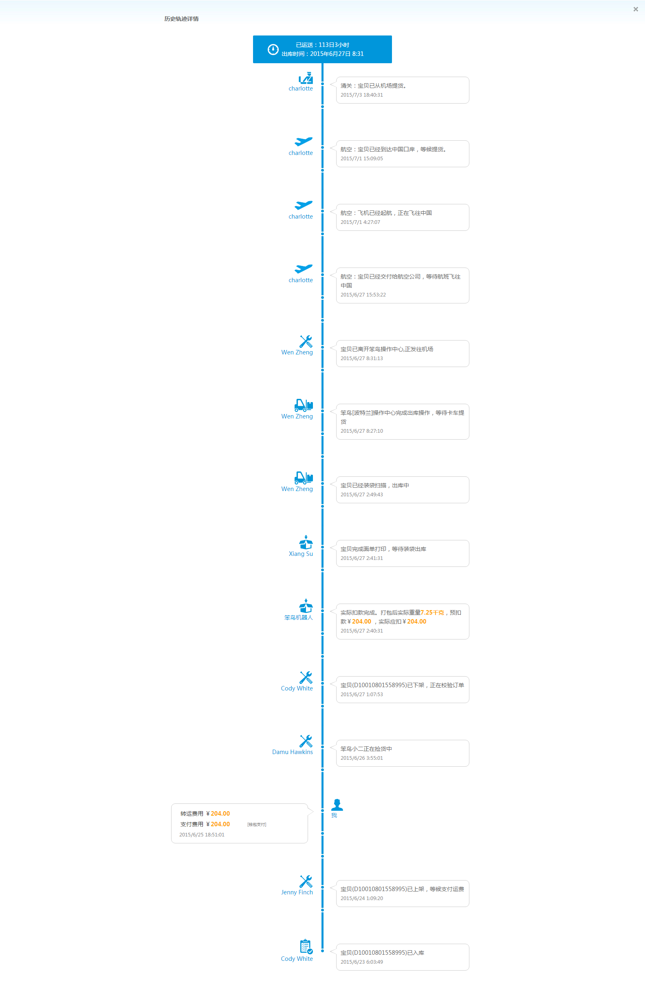 历史轨迹详情
已运送：113日3小时
出库时间：2015年6月27日 8:31
charlotte
清关：宝贝已从机场提货。
2015/7/3 18:40:31
charlotte
航空：宝贝已经到达中国口岸，等候提货。
2015/7/1 15:09:05
charlotte
航空：飞机已经起航，正在飞往中国
2015/7/1 4:27:07
charlotte
航空：宝贝已经交付给航空公司，等待航班飞往
中国
2015/6/27 15:53:22
Wen Zheng
宝贝已离开笨鸟操作中心,正发往机场
2015/6/27 8:31:13
Wen Zheng
笨鸟[波特兰]操作中心完成出库操作，等待卡车提
货
2015/6/27 8:27:10
Wen Zheng
宝贝已经装袋扫描，出库中
2015/6/27 2:49:43
Xiang Su
宝贝完成面单打印，等待装袋出库
2015/6/27 2:41:31
笨鸟机器人
实际扣款完成。打包后实际重量7.25千克，预扣
款￥204.00 ，实际应扣￥204.00
2015/6/27 2:40:31
Cody White
宝贝(D10010801558995)已下架，正在校验订单
2015/6/27 1:07:53
Damu Hawkins
笨鸟小二正在捡货中
2015/6/26 3:55:01
我
转运费用 ￥204.00
支付费用 ￥204.00 [钱包支付]
2015/6/25 18:51:01
Jenny Finch
宝贝(D10010801558995)已上架，等候支付运费
2015/6/24 1:09:20
Cody White
宝贝(D10010801558995)已入库
2015/6/23 6:03:49